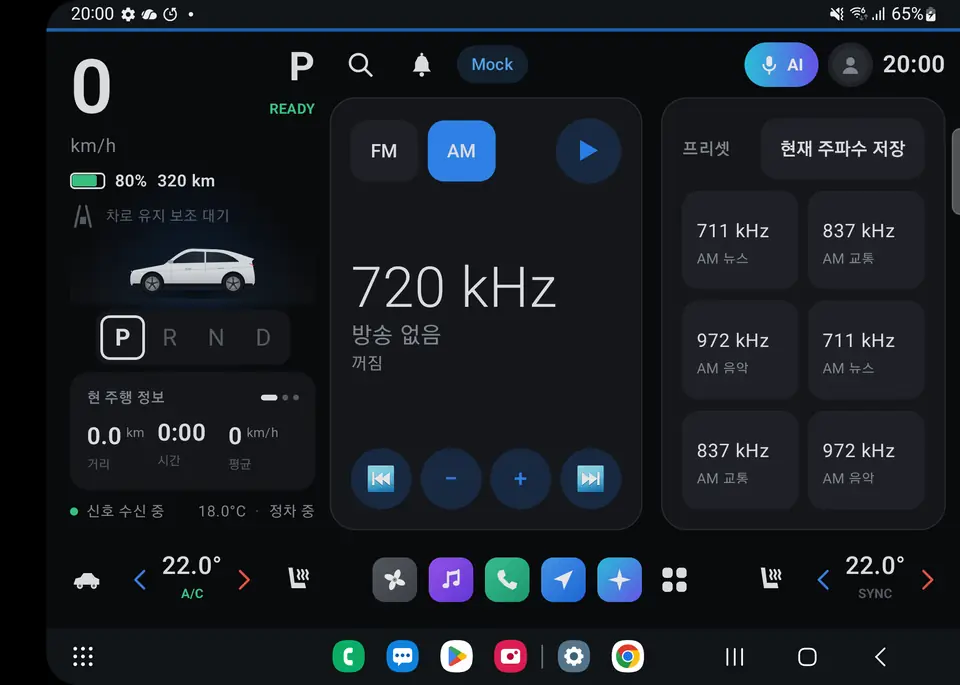 20:00
65%
0
P
READY
km/h
80% 320 km
차로 유지 보조 대기
P R N D
현 주행 정보
0.0 km 0:00 0 km/h
거리 시간 평균
신호 수신 중 18.0°C · 정차 중
Mock
AI
20:00
FM AM
720 kHz
방송 없음
꺼짐
− +
프리셋 현재 주파수 저장
711 kHz
AM 뉴스
837 kHz
AM 교통
972 kHz
AM 음악
711 kHz
AM 뉴스
837 kHz
AM 교통
972 kHz
AM 음악
22.0°
A/C
22.0°
SYNC